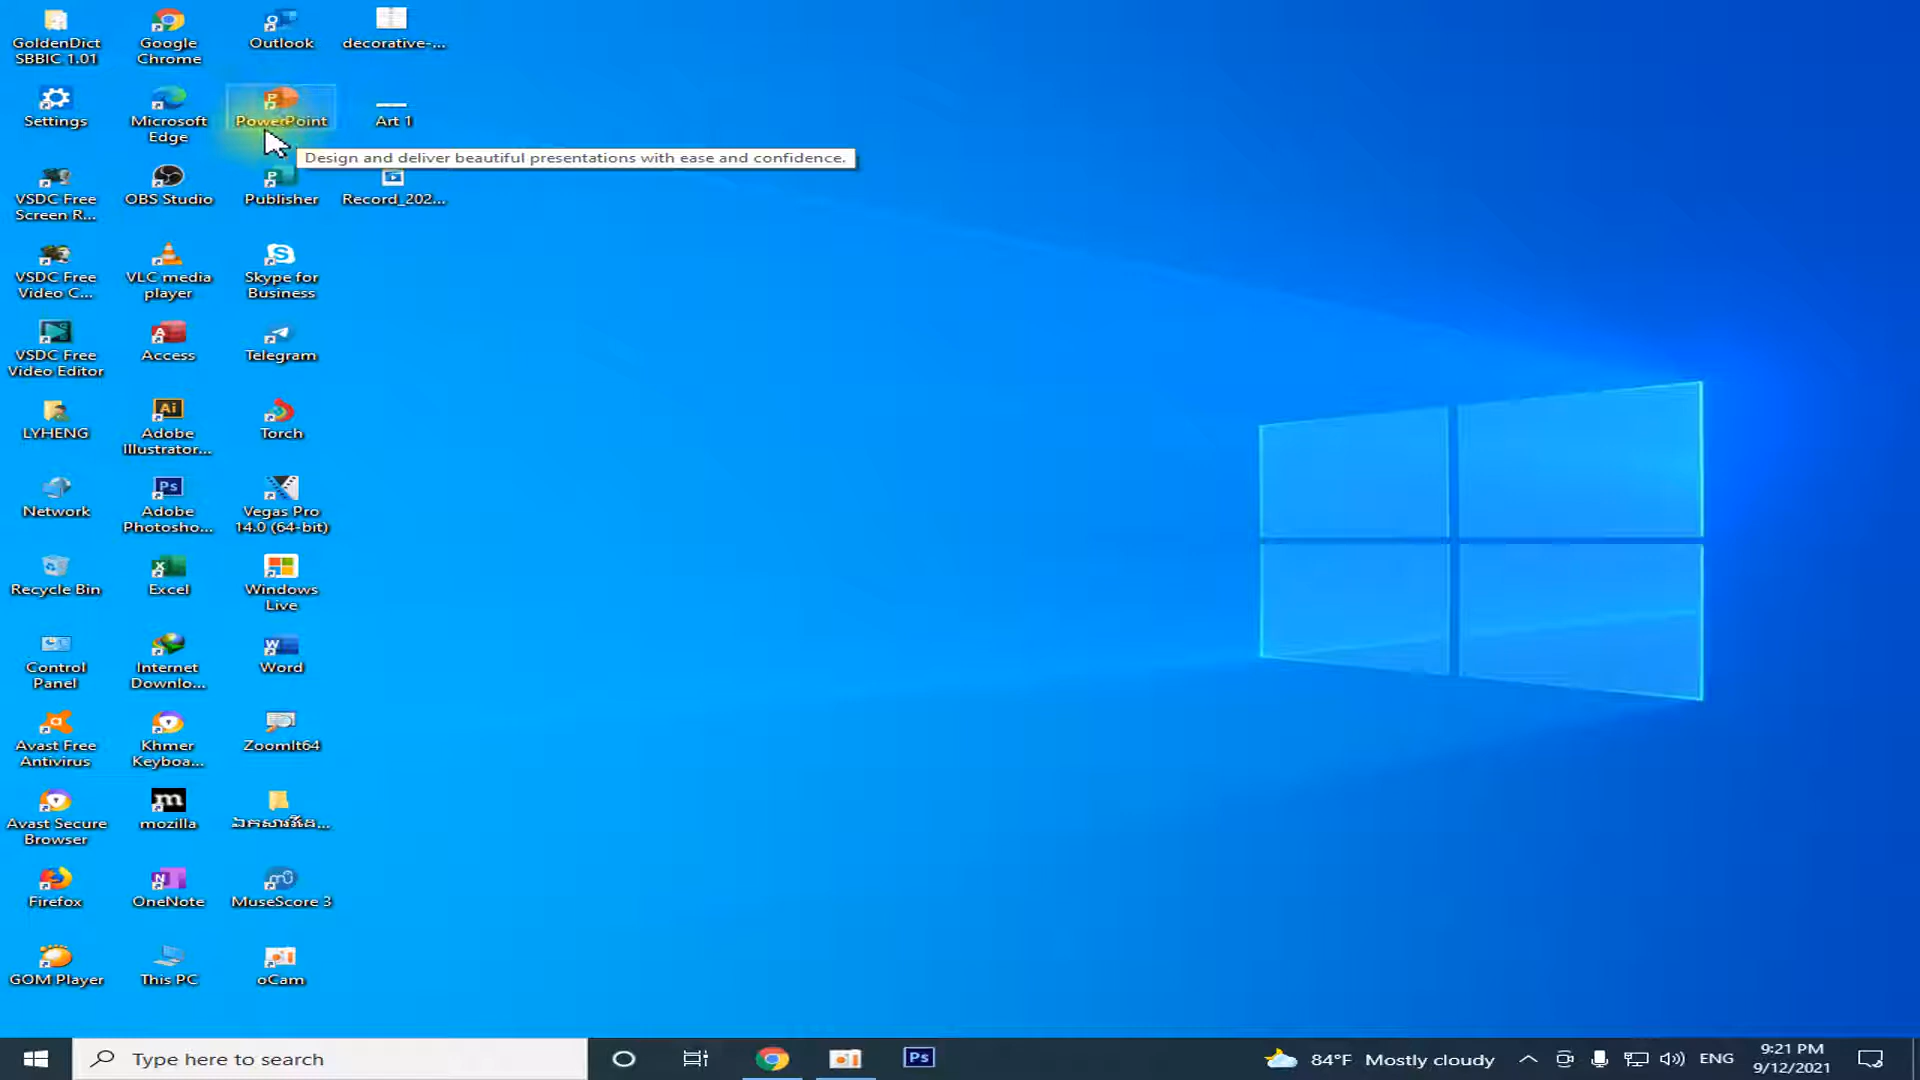 GoldenDict
SBBIC 1.01
Google
Chrome
Outlook
decorative-...
Settings
Microsoft
Edge
PowerPoint
Art 1
Design and deliver beautiful presentations with ease and confidence.
VSDC Free
Screen R...
OBS Studio
Publisher
Record_202...
VSDC Free
Video C...
VLC media
player
Skype for
Business
VSDC Free
Video Editor
Access
Telegram
LYHENG
Adobe
Illustrator...
Torch
Network
Adobe
Photosho...
Vegas Pro
14.0 (64-bit)
Recycle Bin
Excel
Windows
Live
Control
Panel
Internet
Downlo...
Word
Avast Free
Antivirus
Khmer
Keyboa...
ZoomIt64
Avast Secure
Browser
mozilla
Firefox
OneNote
MuseScore 3
GOM Player
This PC
oCam
Type here to search
84°F Mostly cloudy
ENG
9:21 PM
9/12/2021